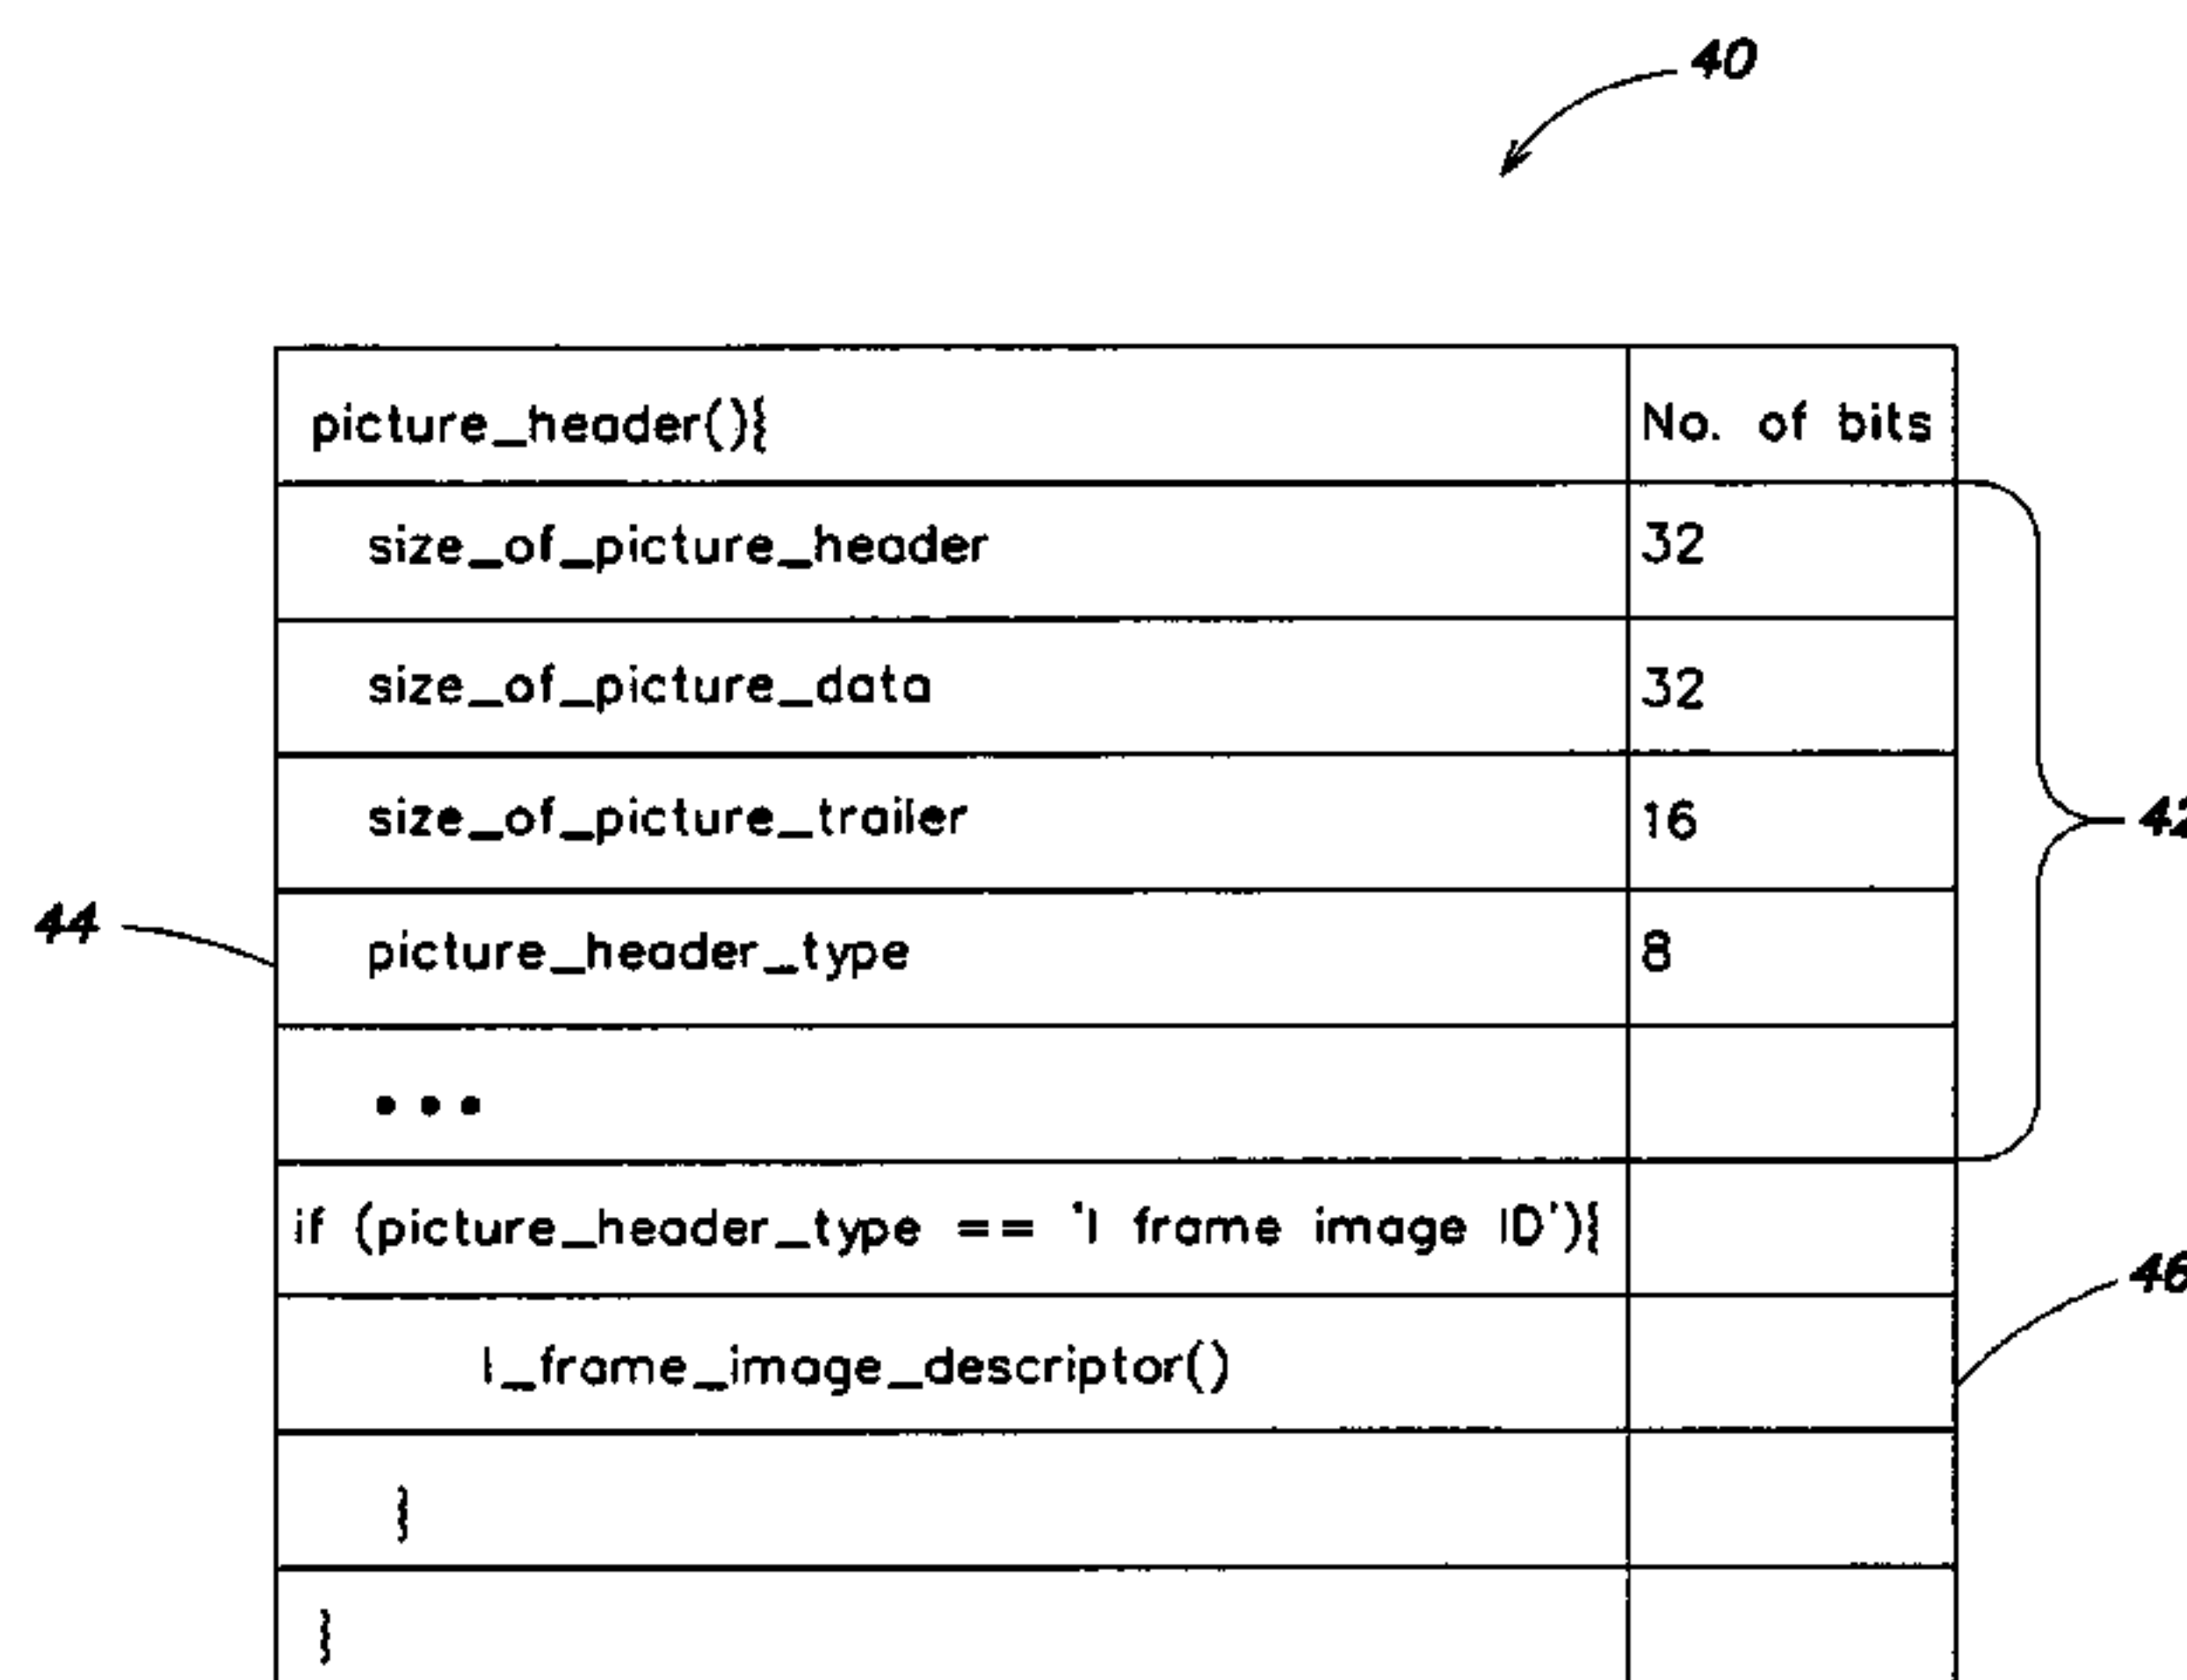 40
picture_header(){ No. of bits
size_of_picture_header 32
size_of_picture_data 32
size_of_picture_trailer 16
42
44
picture_header_type 8
• • •
if (picture_header_type == 'I frame image ID'){
46
I_frame_image_descriptor()
}
}